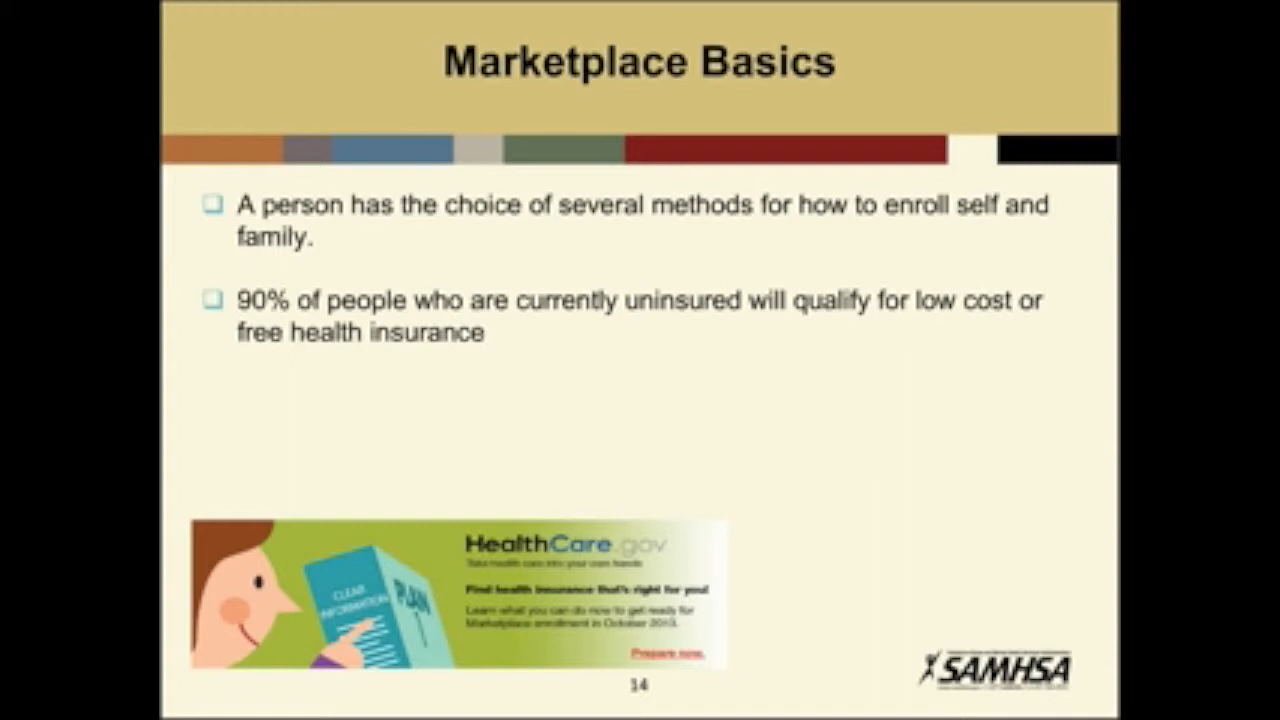 Marketplace Basics
A person has the choice of several methods for how to enroll self and
family.
90% of people who are currently uninsured will qualify for low cost or
free health insurance
CLEAR
INFORMATION
PLAIN
HealthCare.gov
Take health care into your own hands
Find health insurance that's right for you!
Learn what you can do now to get ready for
Marketplace enrollment in October 2013.
Prepare now.
SAMHSA
14